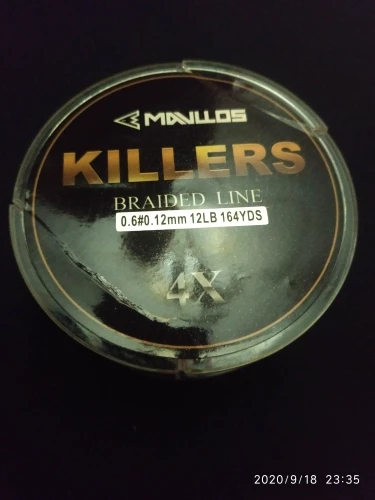 MAVLLOS
KILLERS
BRAIDED LINE
0.6#0.12mm 12LB 164YDS
4X
2020/9/18 23:35